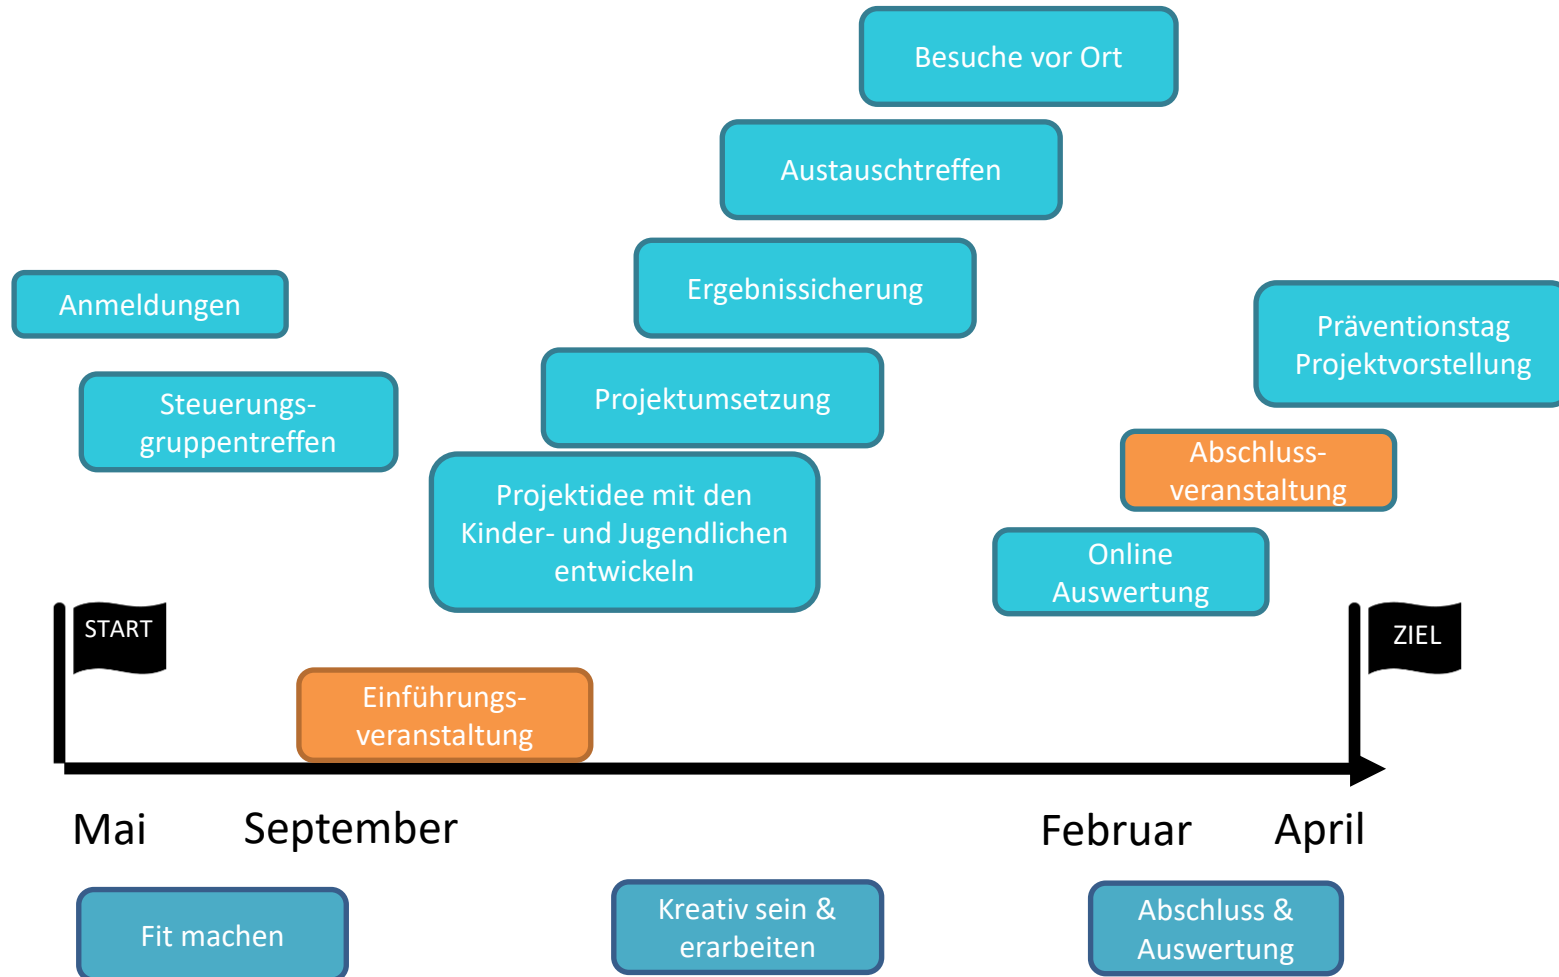 Besuche vor Ort
Austauschtreffen
Ergebnissicherung
Anmeldungen
Präventionstag
Projektvorstellung
Steuerungs-
gruppentreffen
Projektumsetzung
Abschluss-
veranstaltung
Projektidee mit den
Kinder- und Jugendlichen
entwickeln
Online
Auswertung
START
ZIEL
Einführungs-
veranstaltung
Mai
September
Februar
April
Fit machen
Kreativ sein &
erarbeiten
Abschluss &
Auswertung